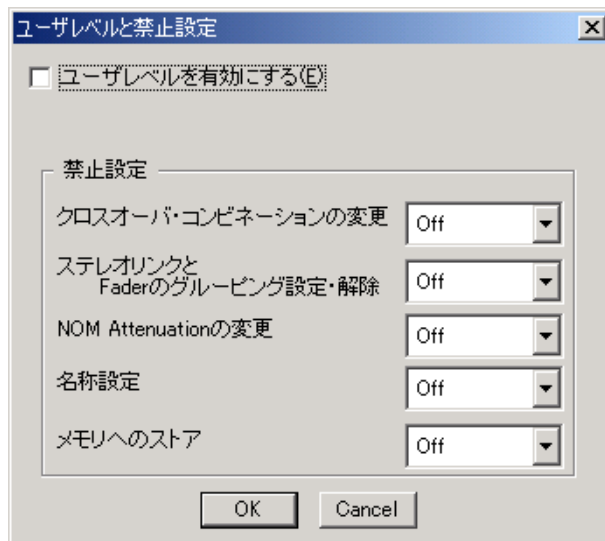 ユーザレベルと禁止設定
ユーザレベルを有効にする(E)
禁止設定
クロスオーバ・コンビネーションの変更 Off
ステレオリンクと
Faderのグルーピング設定・解除 Off
NOM Attenuationの変更 Off
名称設定 Off
メモリへのストア Off
OK Cancel